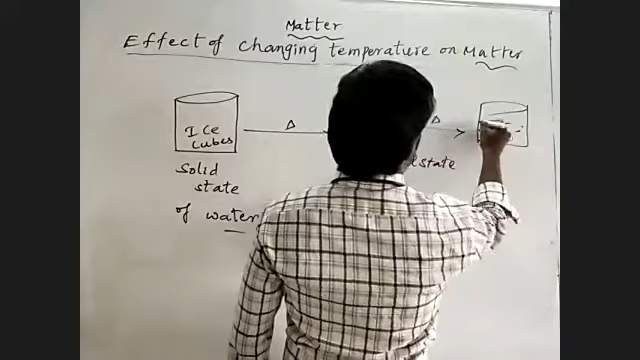 Matter
Effect of changing temperature on Matter
Ice
cubes
Δ
Δ
Solid
state
of water
state